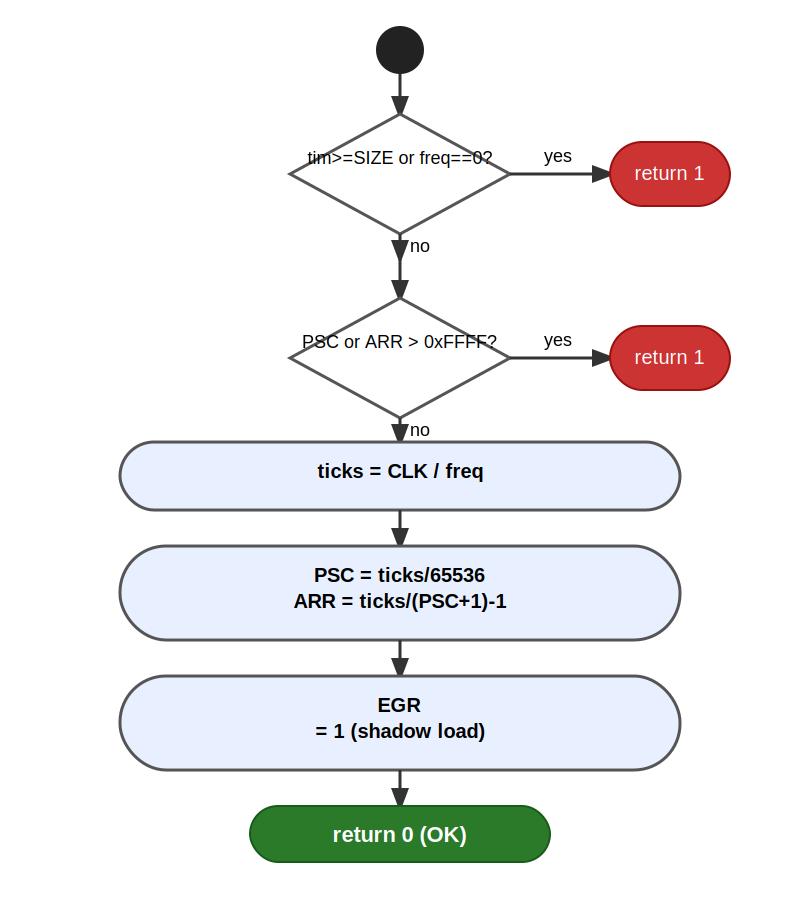 tim>=SIZE or freq==0?
yes
return 1
no
PSC or ARR > 0xFFFF?
yes
return 1
no
ticks = CLK / freq
PSC = ticks/65536
ARR = ticks/(PSC+1)-1
EGR
= 1 (shadow load)
return 0 (OK)